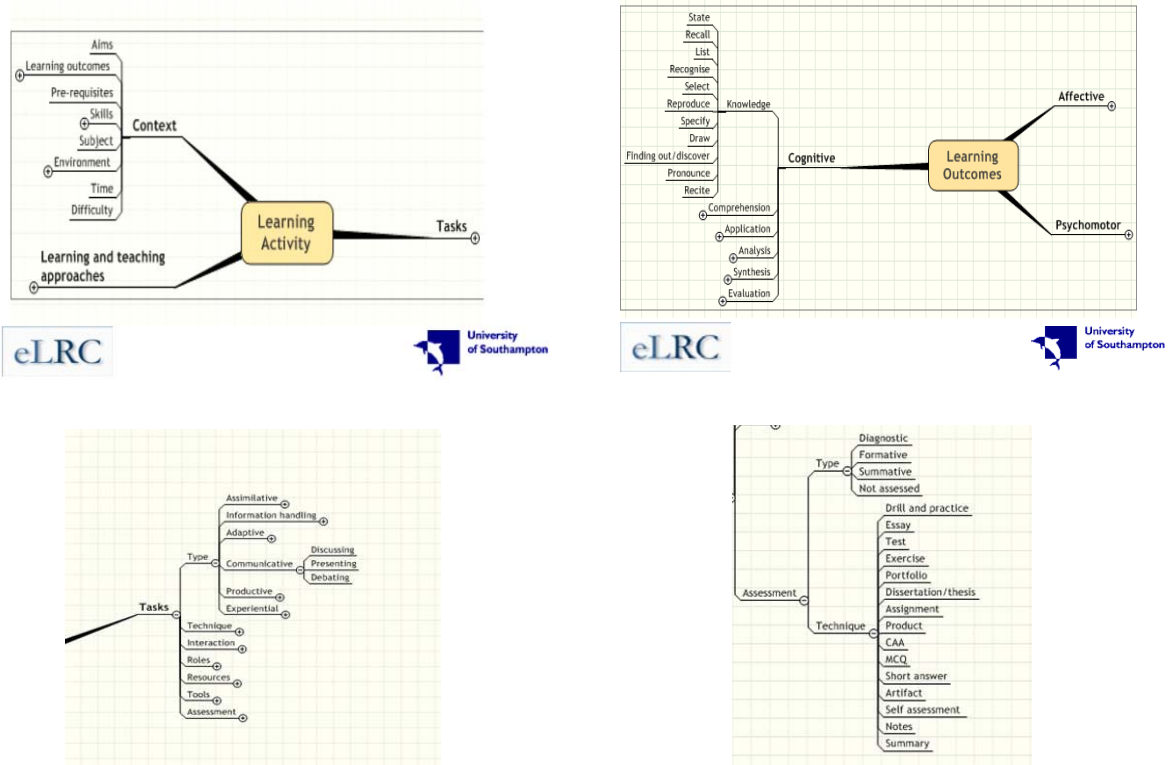 Aims
Learning outcomes
Pre-requisites
Skills
Subject
Environment
Time
Difficulty
Context
Learning and teaching
approaches
Learning
Activity
Tasks
eLRC
University
of Southampton
State
Recall
List
Recognise
Select
Reproduce
Specify
Draw
Finding out/discover
Pronounce
Recite
Knowledge
Comprehension
Application
Analysis
Synthesis
Evaluation
Cognitive
Learning
Outcomes
Affective
Psychomotor
eLRC
University
of Southampton
Tasks
Type
Assimilative
Information handling
Adaptive
Communicative
Discussing
Presenting
Debating
Productive
Experiential
Technique
Interaction
Roles
Resources
Tools
Assessment
Assessment
Type
Diagnostic
Formative
Summative
Not assessed
Technique
Drill and practice
Essay
Test
Exercise
Portfolio
Dissertation/thesis
Assignment
Product
CAA
MCQ
Short answer
Artifact
Self assessment
Notes
Summary